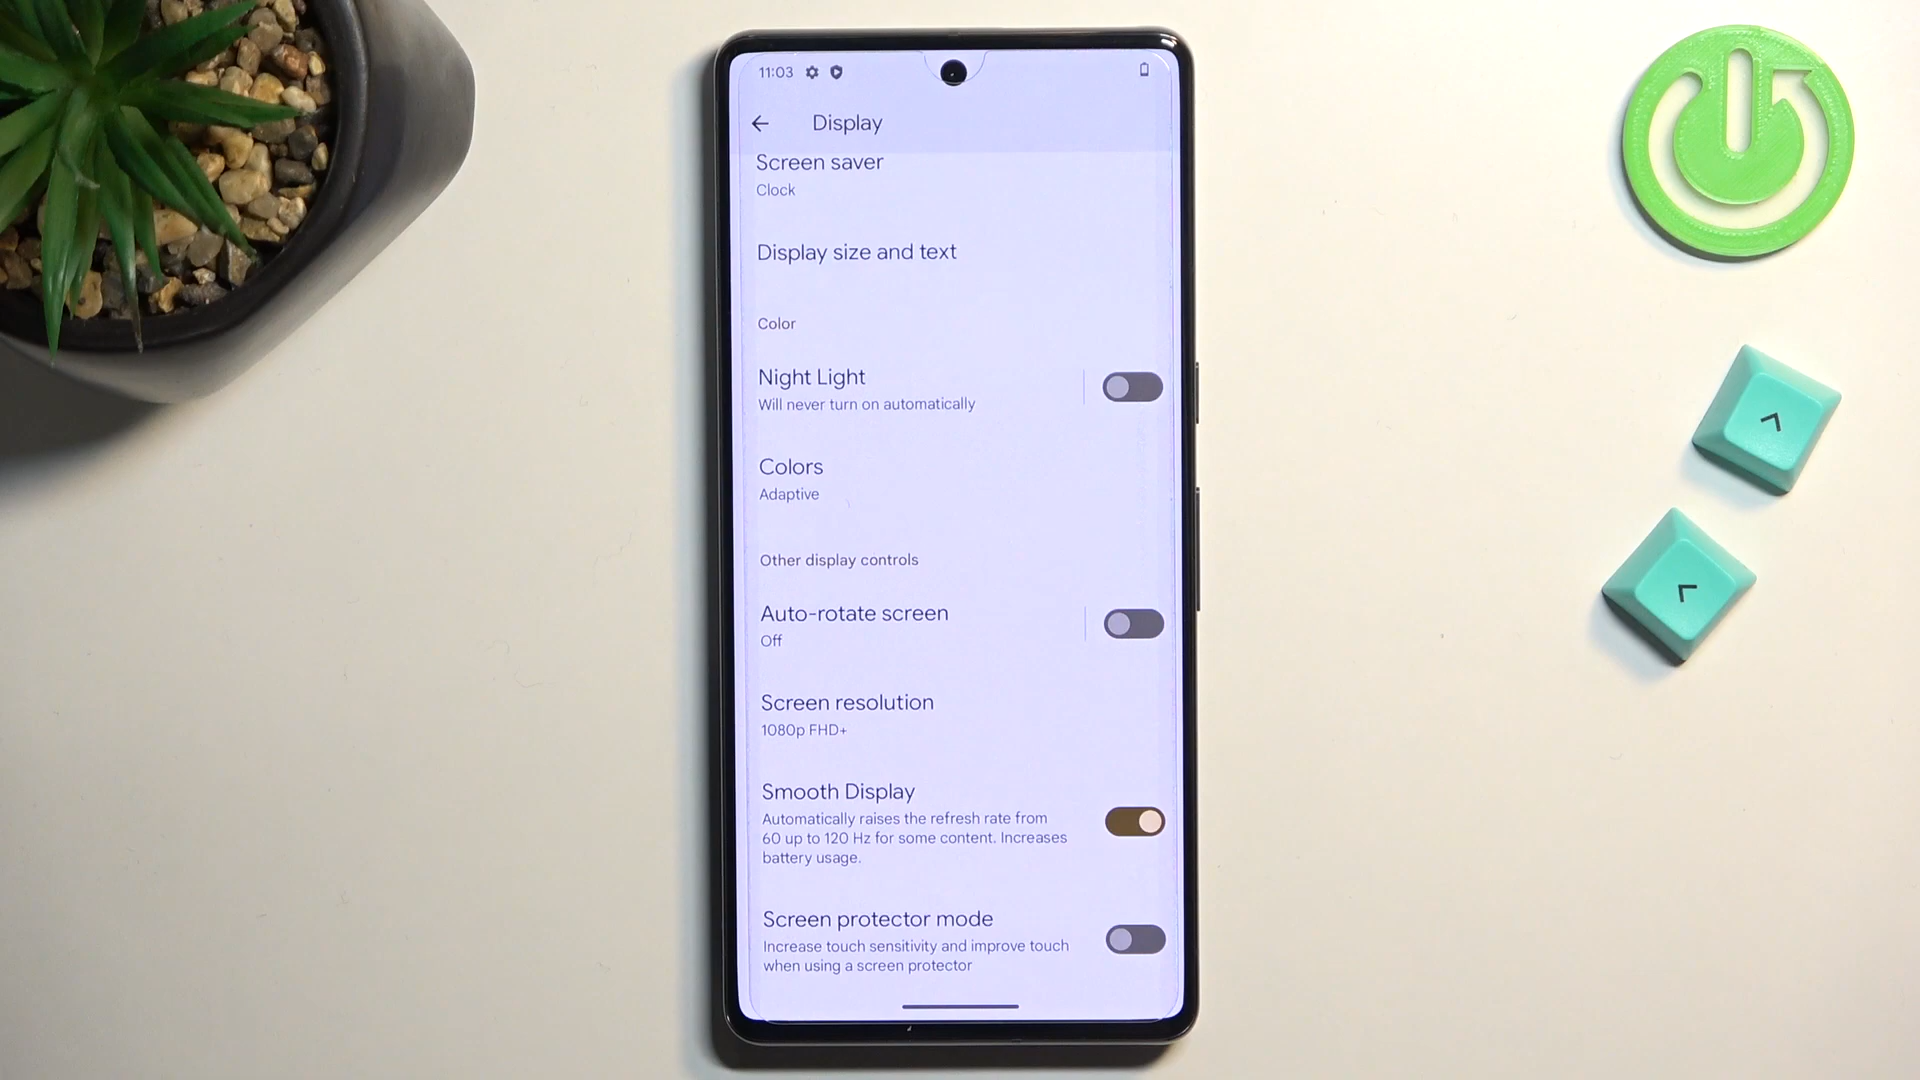 11:03
Display
Screen saver
Clock
Display size and text
Color
Night Light
Will never turn on automatically
Colors
Adaptive
Other display controls
Auto-rotate screen
Off
Screen resolution
1080p FHD+
Smooth Display
Automatically raises the refresh rate from
60 up to 120 Hz for some content. Increases
battery usage.
Screen protector mode
Increase touch sensitivity and improve touch
when using a screen protector